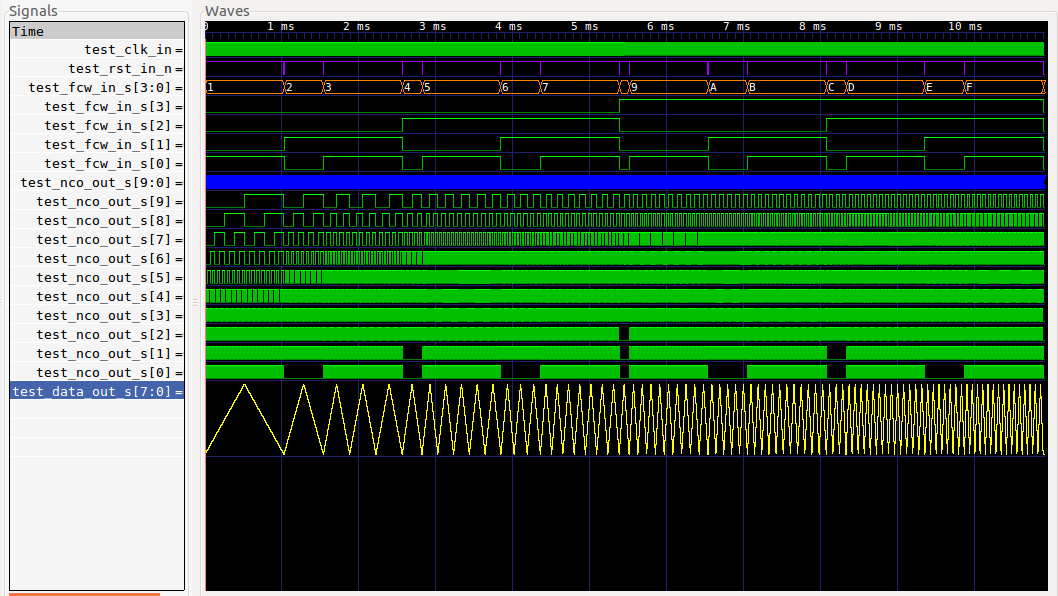 Signals
Waves
Time
0 1 ms 2 ms 3 ms 4 ms 5 ms 6 ms 7 ms 8 ms 9 ms 10 ms
test_clk_in=
test_rst_in_n=
test_fcw_in_s[3:0]= 1 2 3 4 5 6 7 9 A B C D E F
test_fcw_in_s[3]=
test_fcw_in_s[2]=
test_fcw_in_s[1]=
test_fcw_in_s[0]=
test_nco_out_s[9:0]=
test_nco_out_s[9]=
test_nco_out_s[8]=
test_nco_out_s[7]=
test_nco_out_s[6]=
test_nco_out_s[5]=
test_nco_out_s[4]=
test_nco_out_s[3]=
test_nco_out_s[2]=
test_nco_out_s[1]=
test_nco_out_s[0]=
test_data_out_s[7:0]=